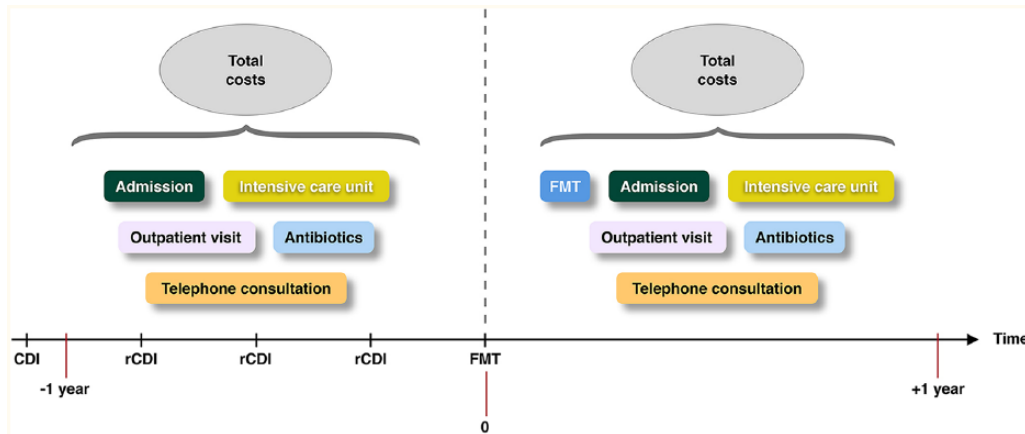 Total
costs
Total
costs
Admission
Intensive care unit
FMT
Admission
Intensive care unit
Outpatient visit
Antibiotics
Outpatient visit
Antibiotics
Telephone consultation
Telephone consultation
Time
CDI
rCDI
rCDI
rCDI
FMT
-1 year
+1 year
0